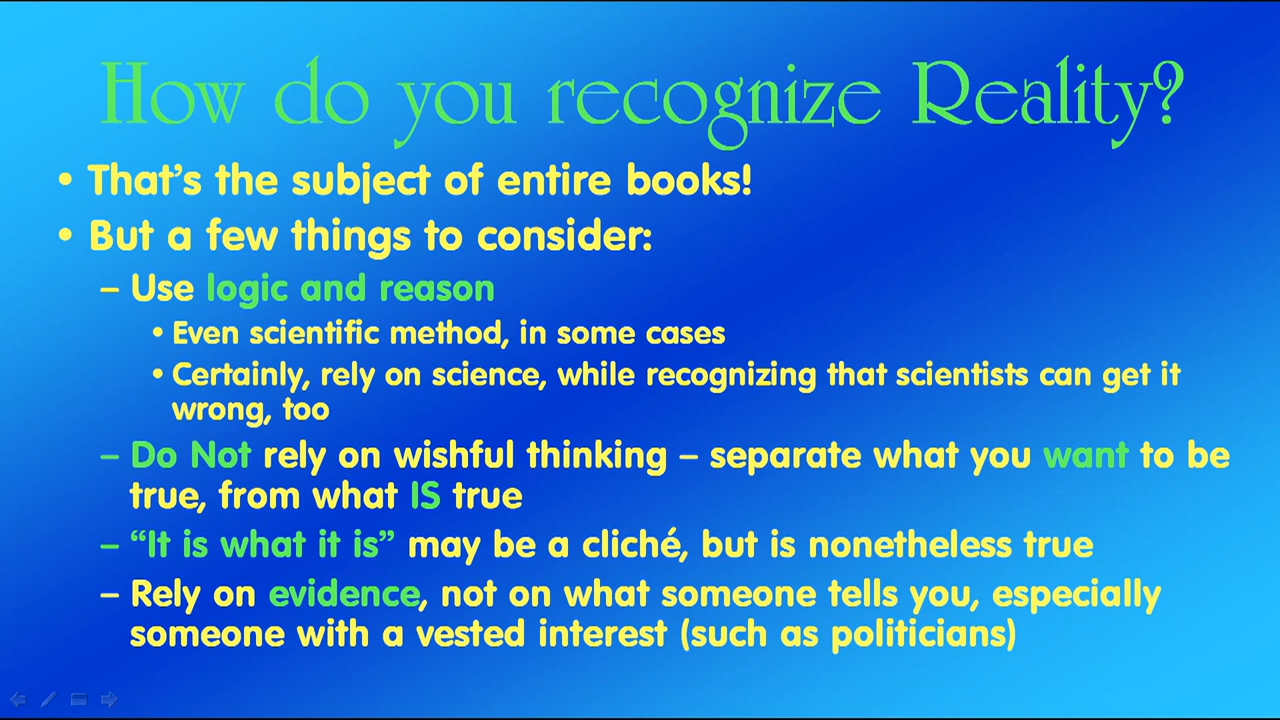 How do you recognize Reality?
• That's the subject of entire books!
• But a few things to consider:
– Use logic and reason
• Even scientific method, in some cases
• Certainly, rely on science, while recognizing that scientists can get it
wrong, too
– Do Not rely on wishful thinking – separate what you want to be
true, from what IS true
– “It is what it is” may be a cliché, but is nonetheless true
– Rely on evidence, not on what someone tells you, especially
someone with a vested interest (such as politicians)